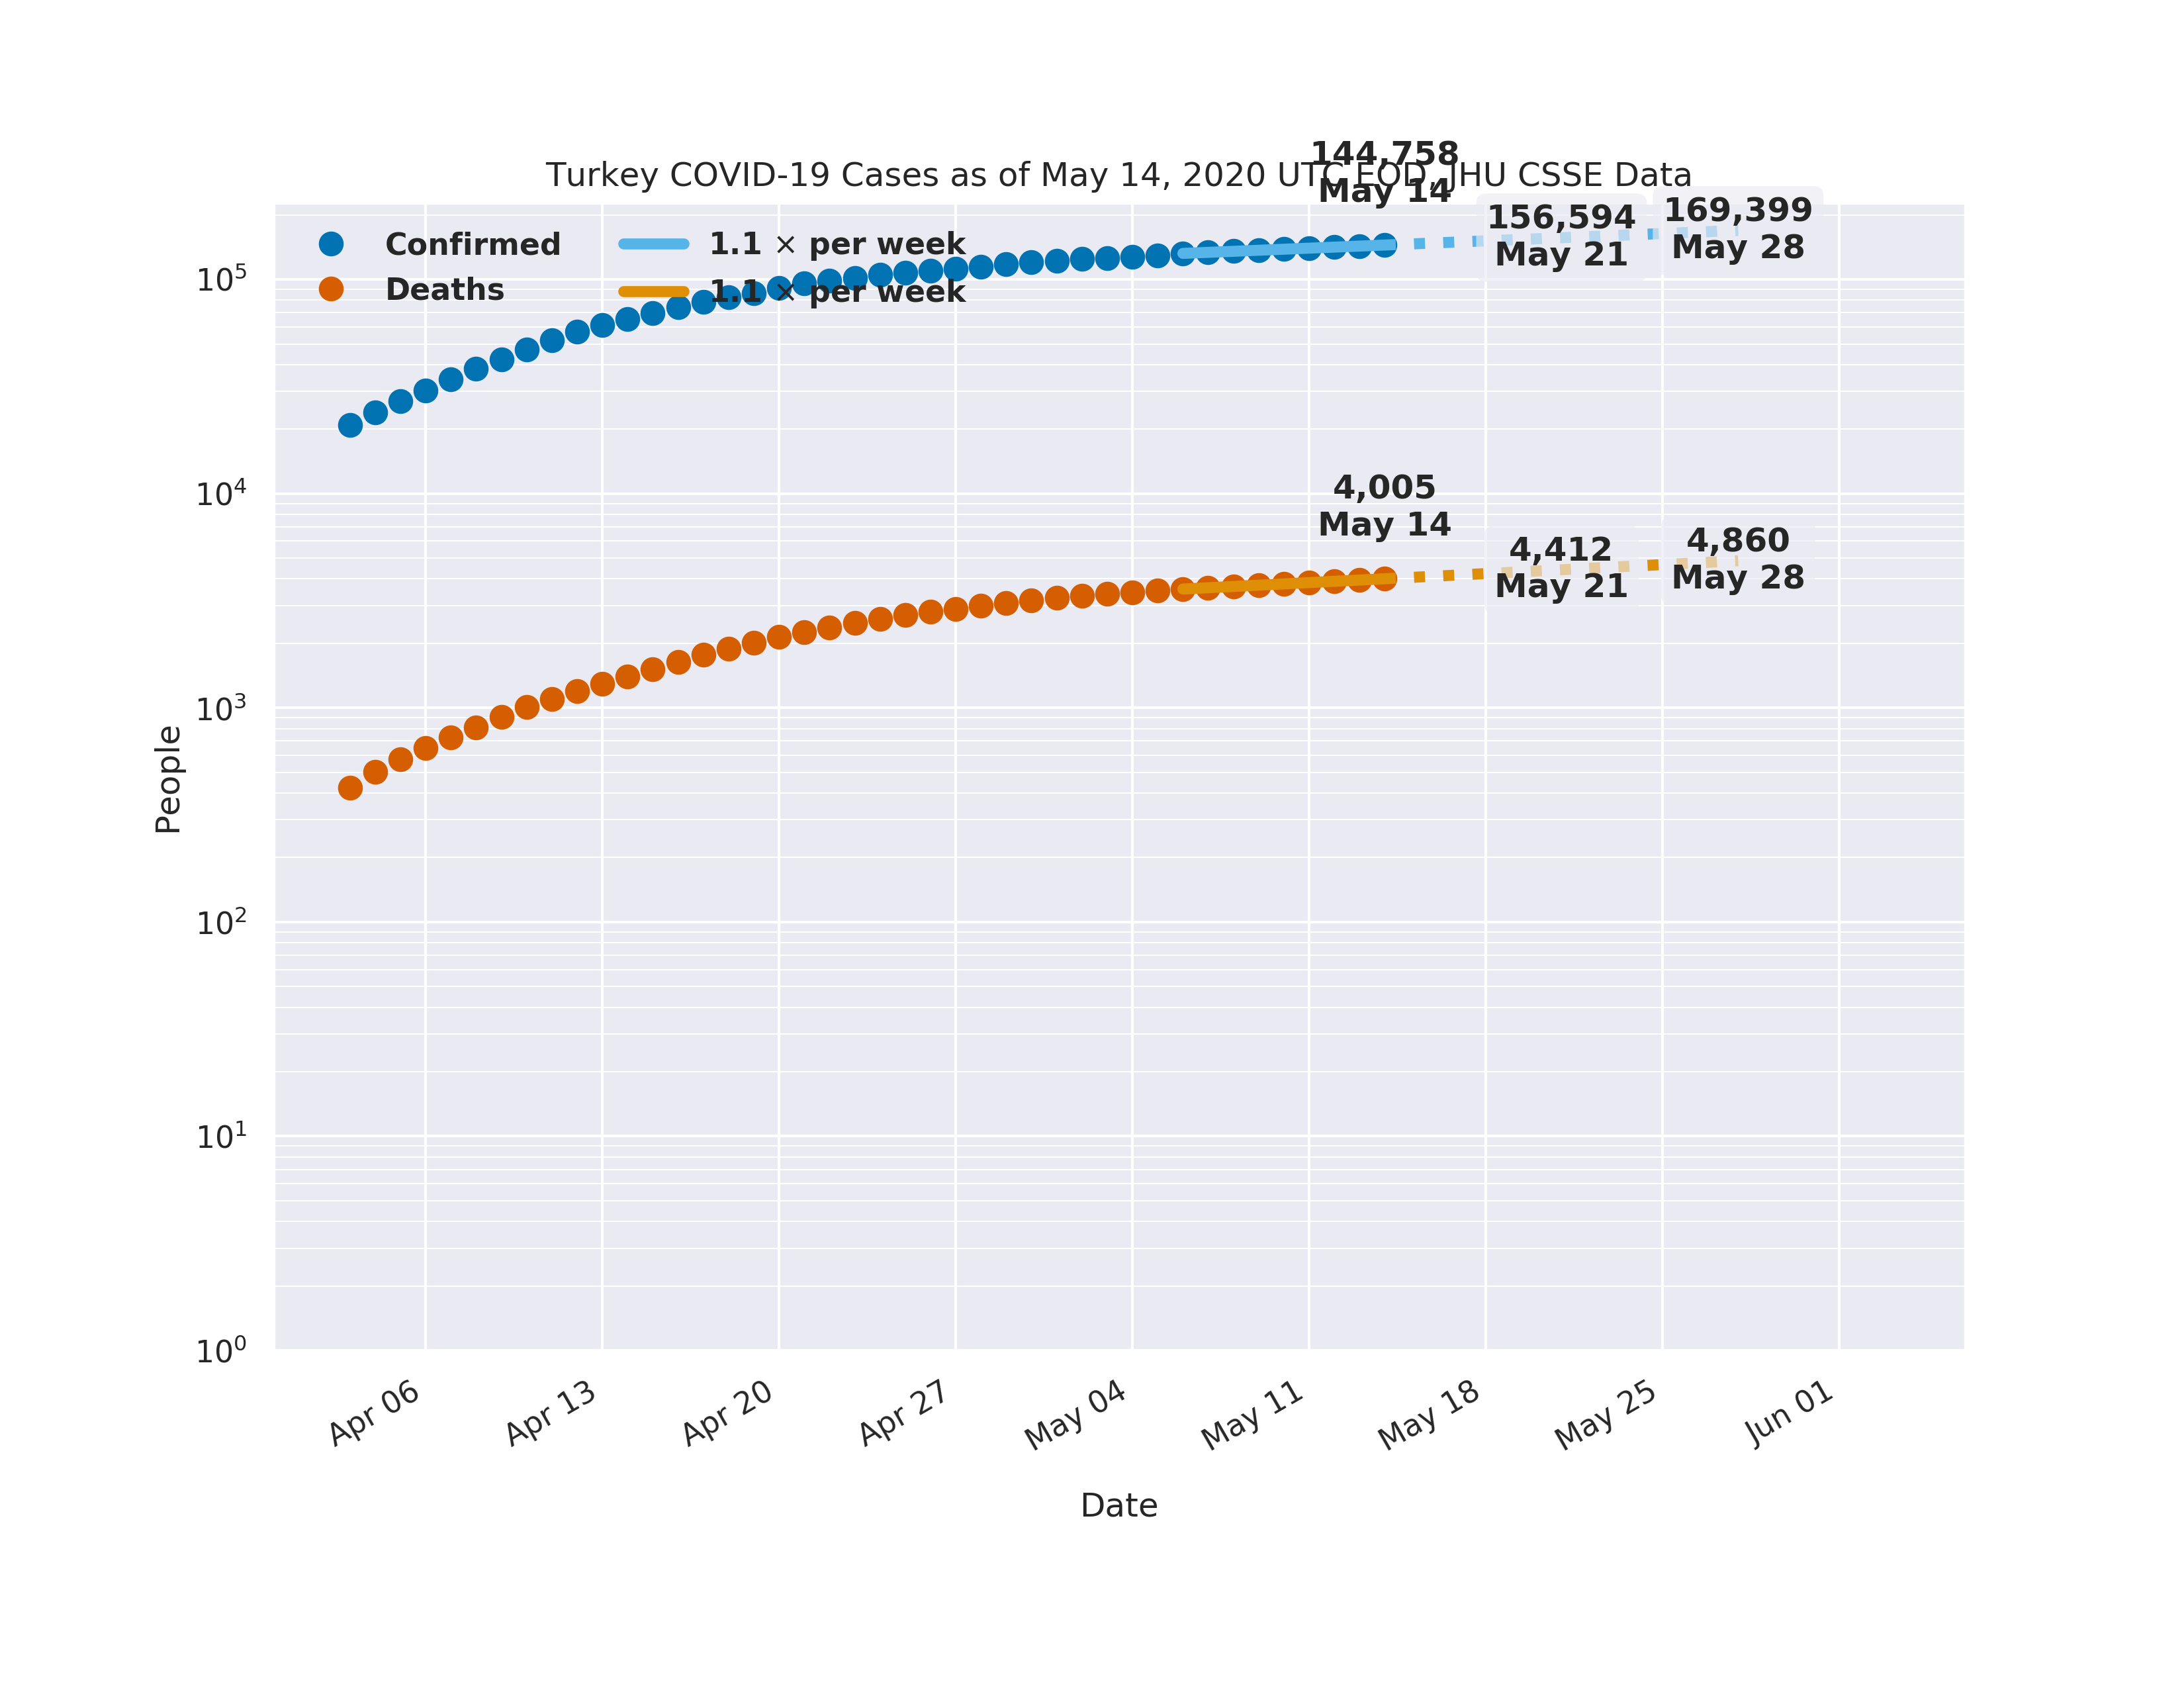 144,758
May 14
Turkey COVID-19 Cases as of May 14, 2020 UTC EOD, JHU CSSE Data
156,594
May 21
169,399
May 28
Confirmed
Deaths
1.1 × per week
1.1 × per week
4,005
May 14
4,412
May 21
4,860
May 28
People
10⁵
10⁴
10³
10²
10¹
10⁰
Apr 06
Apr 13
Apr 20
Apr 27
May 04
May 11
May 18
May 25
Jun 01
Date